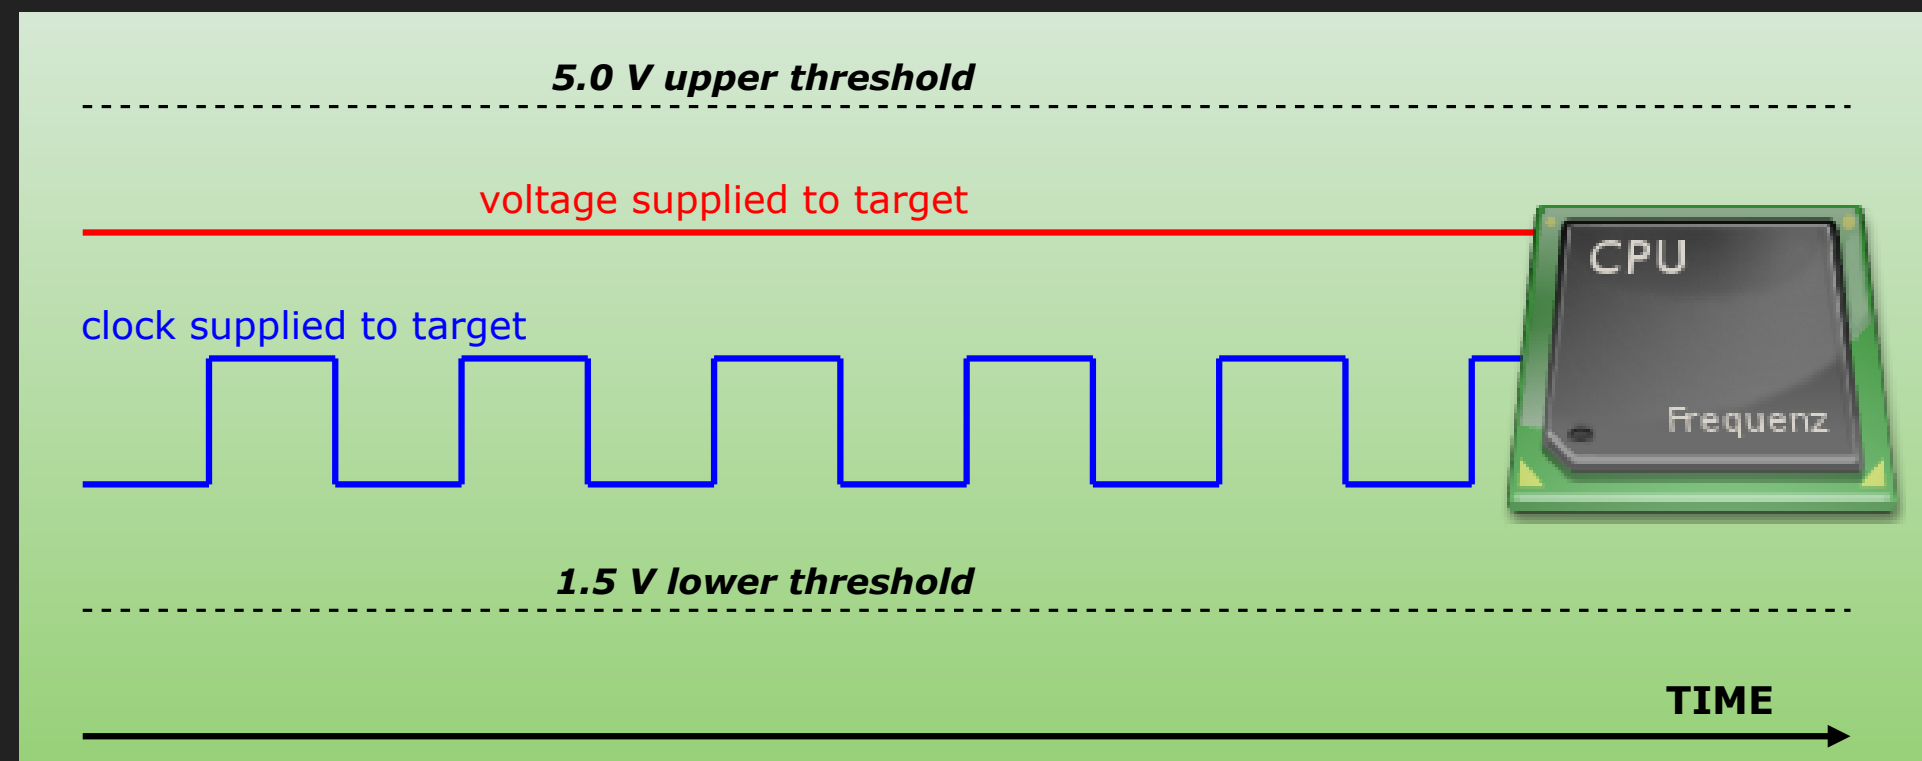 5.0 V upper threshold
voltage supplied to target
CPU
clock supplied to target
Frequenz
1.5 V lower threshold
TIME